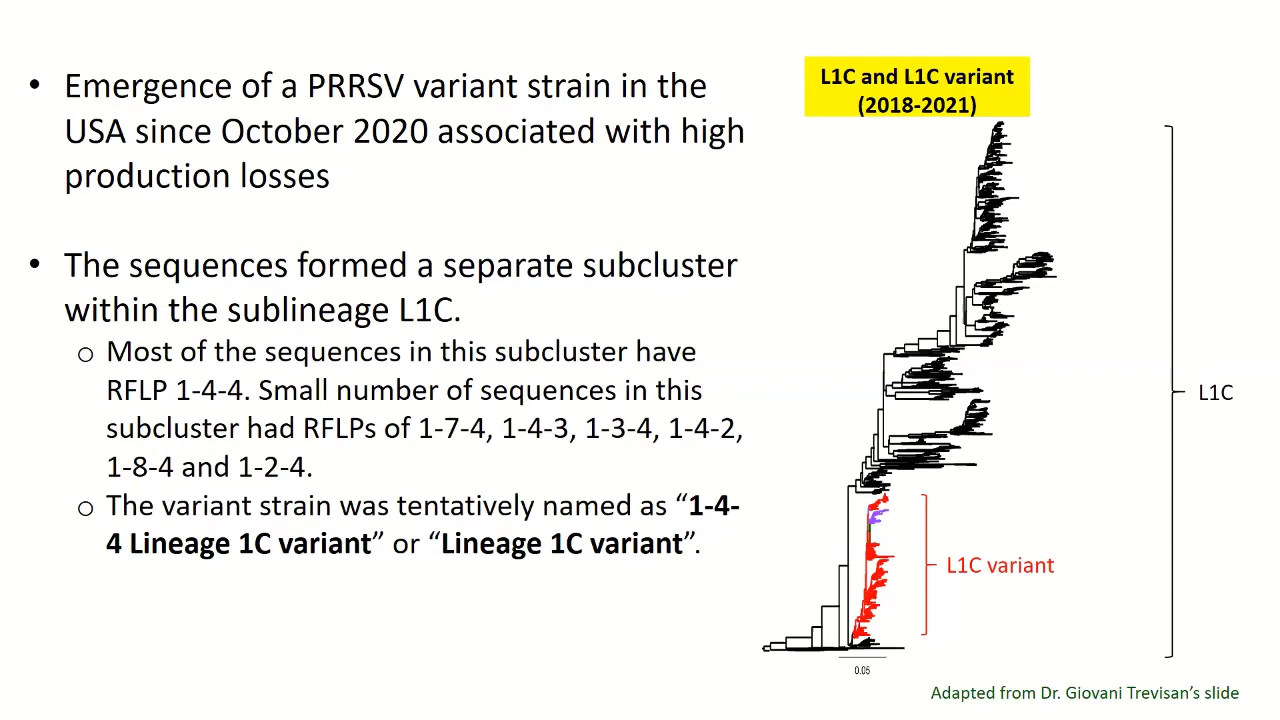 • Emergence of a PRRSV variant strain in the
USA since October 2020 associated with high
production losses
• The sequences formed a separate subcluster
within the sublineage L1C.
o Most of the sequences in this subcluster have
RFLP 1-4-4. Small number of sequences in this
subcluster had RFLPs of 1-7-4, 1-4-3, 1-3-4, 1-4-2,
1-8-4 and 1-2-4.
o The variant strain was tentatively named as “1-4-
4 Lineage 1C variant” or “Lineage 1C variant”.
L1C and L1C variant
(2018-2021)
L1C
L1C variant
0.05
Adapted from Dr. Giovani Trevisan’s slide